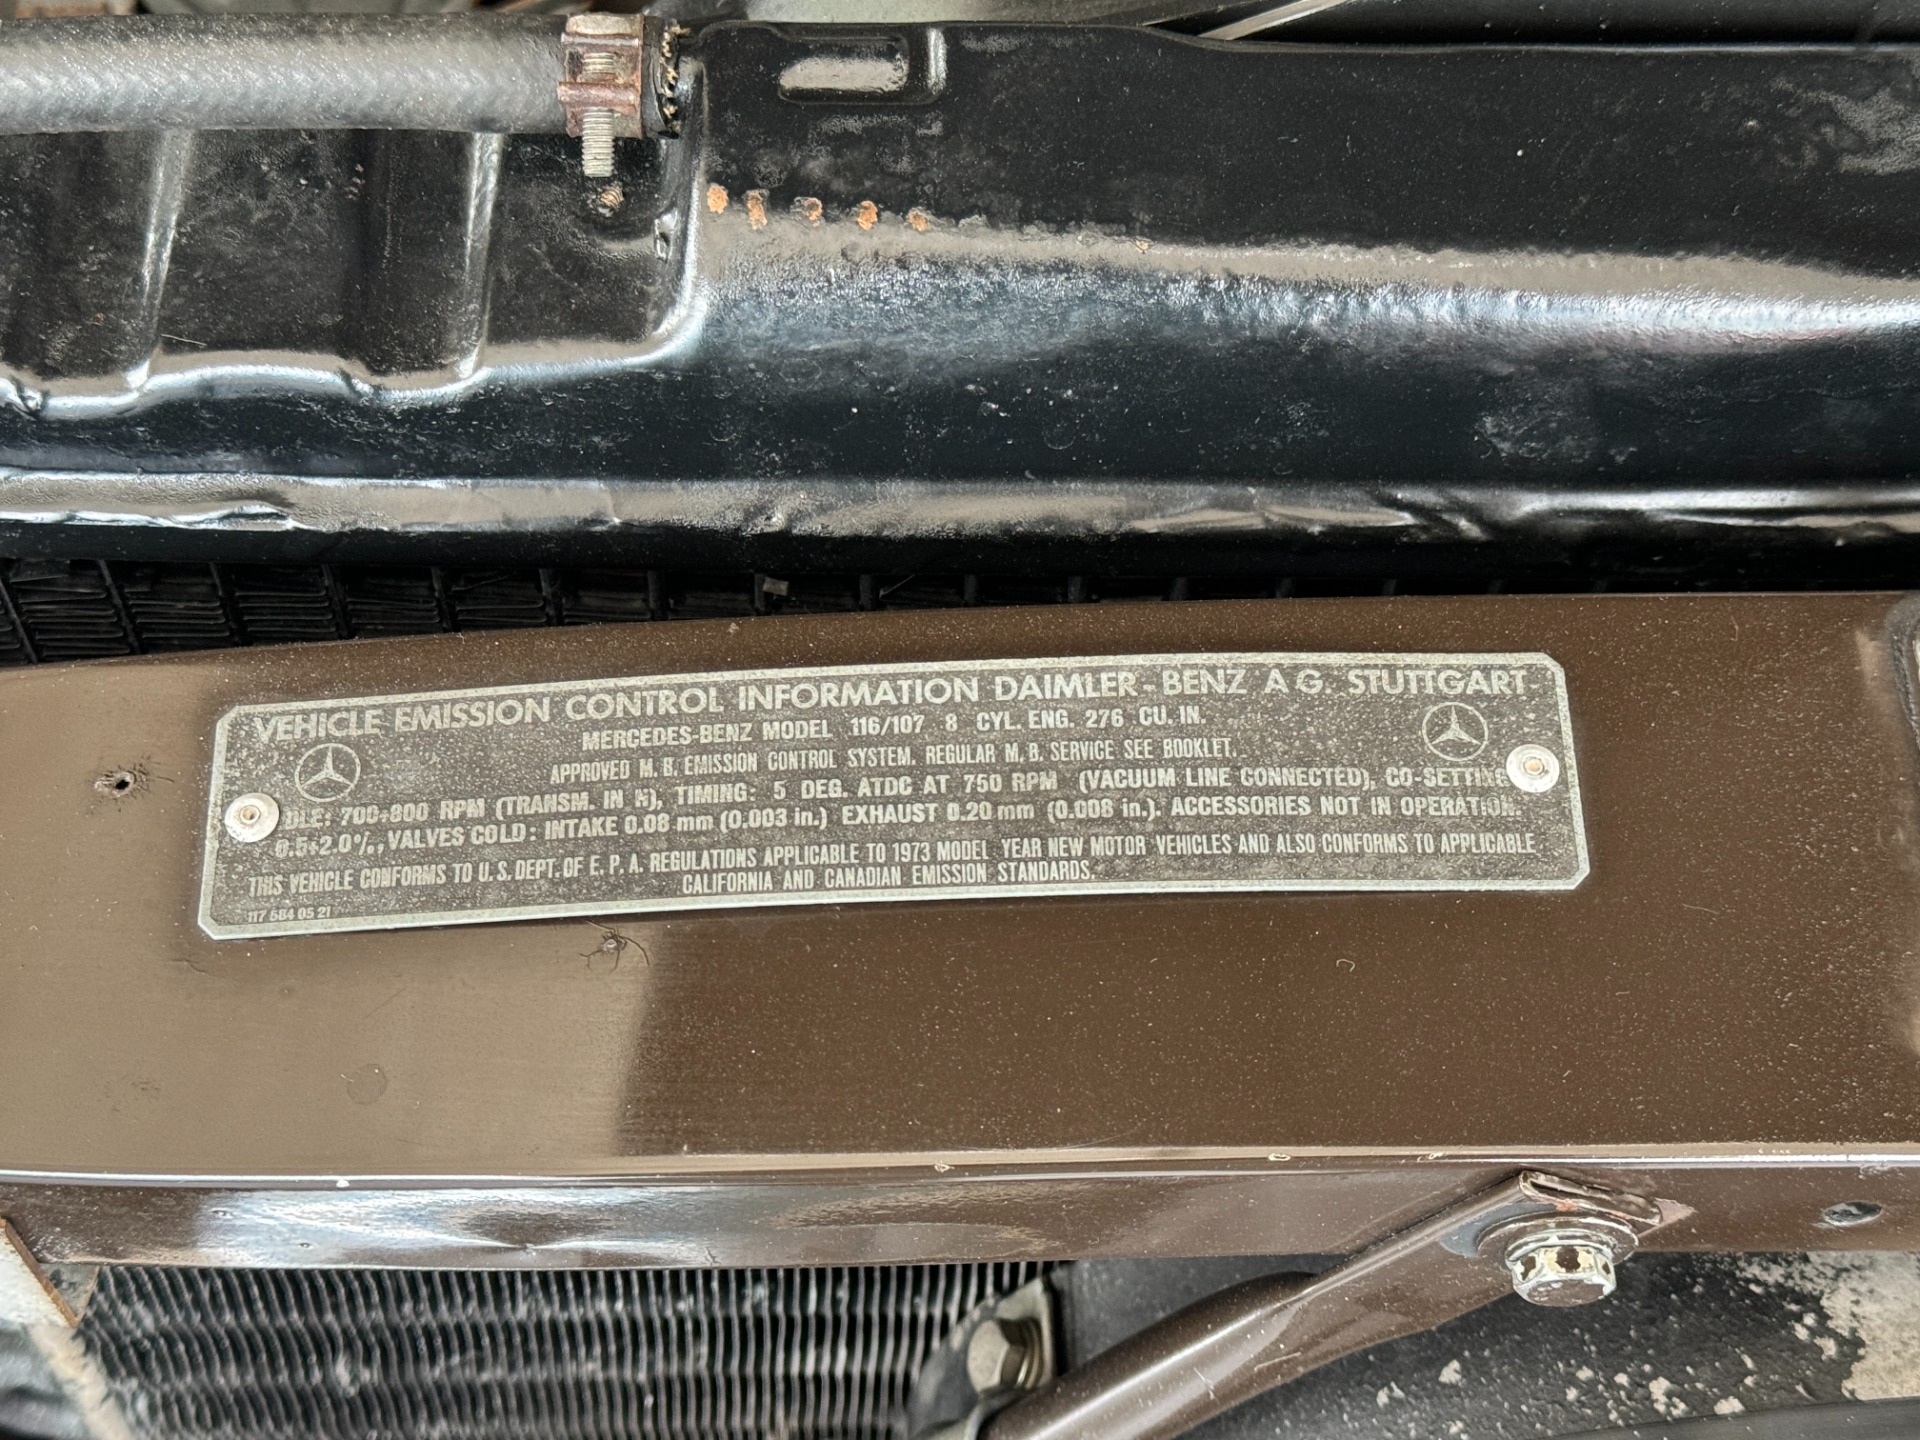 VEHICLE EMISSION CONTROL INFORMATION DAIMLER-BENZ A G. STUTTGART
MERCEDES-BENZ MODEL 116/107 8 CYL. ENG. 276 CU. IN.
APPROVED M. B. EMISSION CONTROL SYSTEM. REGULAR M. B. SERVICE SEE BOOKLET.
IDLE: 700÷800 RPM (TRANSM. IN N), TIMING: 5 DEG. ATDC AT 750 RPM (VACUUM LINE CONNECTED), CO-SETTING
0.5÷2.0%, VALVES COLD: INTAKE 0.08 mm (0.003 in.) EXHAUST 0.20 mm (0.008 in.). ACCESSORIES NOT IN OPERATION.
THIS VEHICLE CONFORMS TO U. S. DEPT. OF E. P. A. REGULATIONS APPLICABLE TO 1973 MODEL YEAR NEW MOTOR VEHICLES AND ALSO CONFORMS TO APPLICABLE
CALIFORNIA AND CANADIAN EMISSION STANDARDS.
117 584 05 21